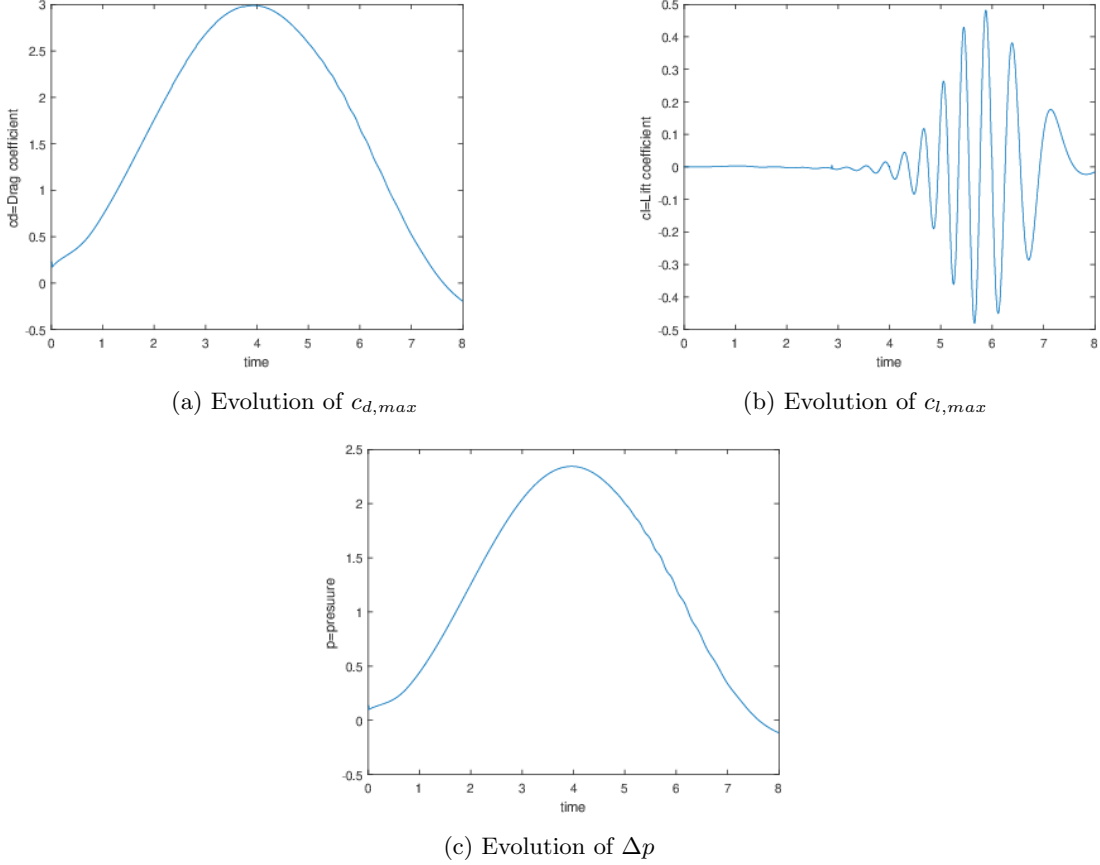 3
2.5
2
1.5
1
0.5
0
-0.5
cd=Drag coefficient
0 1 2 3 4 5 6 7 8
time
(a) Evolution of c_{d,max}
0.5
0.4
0.3
0.2
0.1
0
-0.1
-0.2
-0.3
-0.4
-0.5
cl=Lift coefficient
0 1 2 3 4 5 6 7 8
time
(b) Evolution of c_{l,max}
2.5
2
1.5
1
0.5
0
-0.5
p=presuure
0 1 2 3 4 5 6 7 8
time
(c) Evolution of Δp